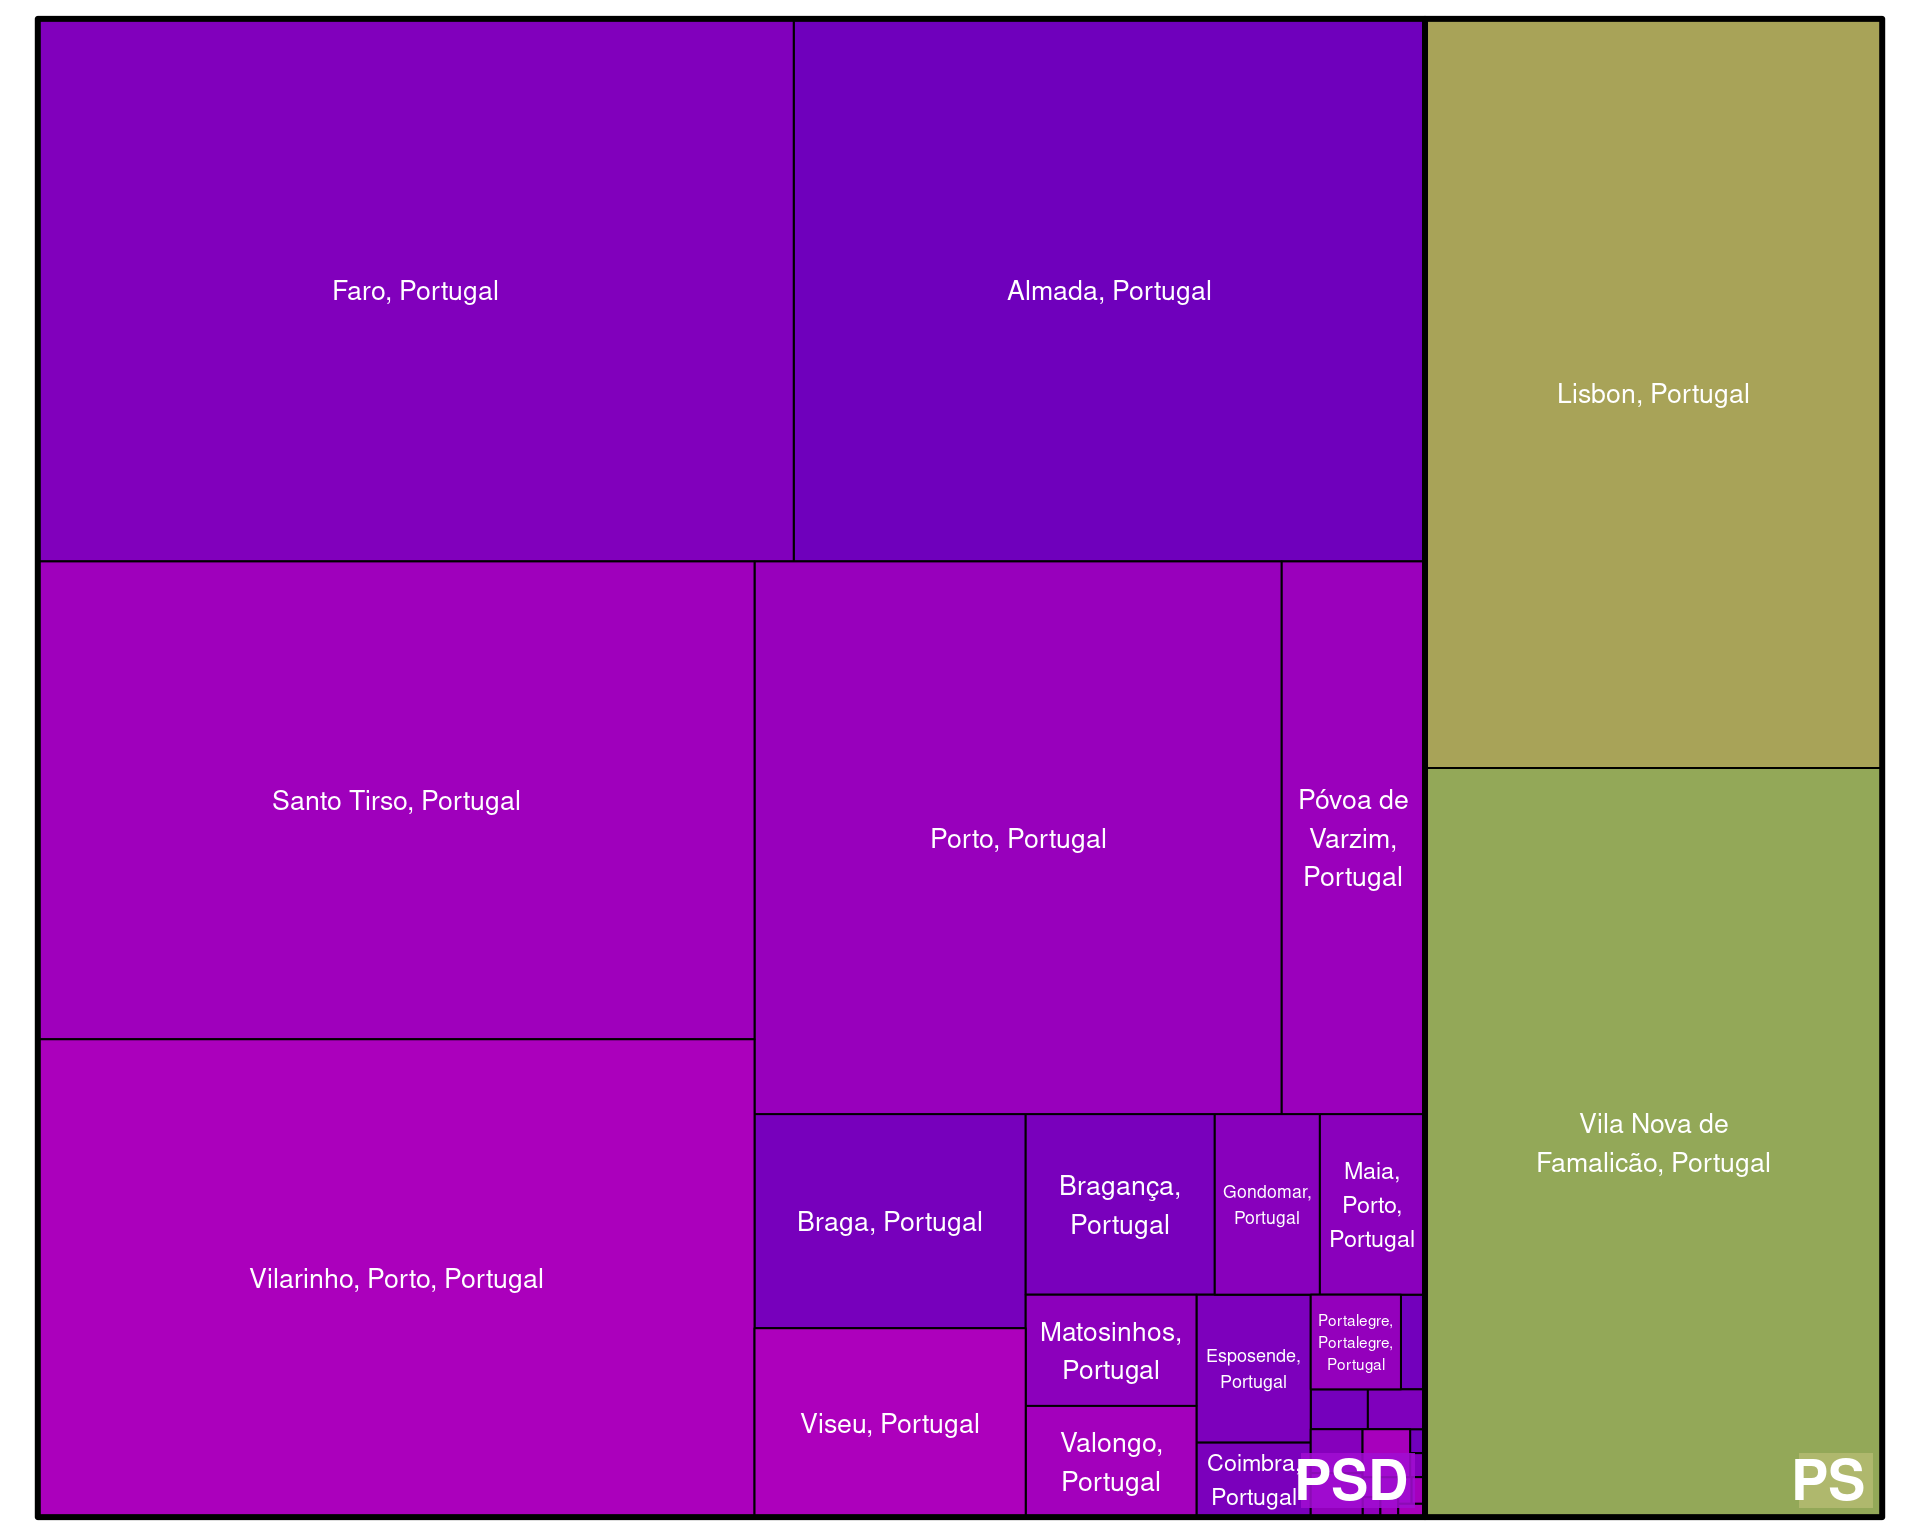 Faro, Portugal
Almada, Portugal
Lisbon, Portugal
Santo Tirso, Portugal
Porto, Portugal
Póvoa de
Varzim,
Portugal
Vilarinho, Porto, Portugal
Braga, Portugal
Bragança,
Portugal
Gondomar,
Portugal
Maia,
Porto,
Portugal
Vila Nova de
Famalicão, Portugal
Viseu, Portugal
Matosinhos,
Portugal
Esposende,
Portugal
Portalegre,
Portalegre,
Portugal
Valongo,
Portugal
Coimbra,
Portugal
PSD
PS